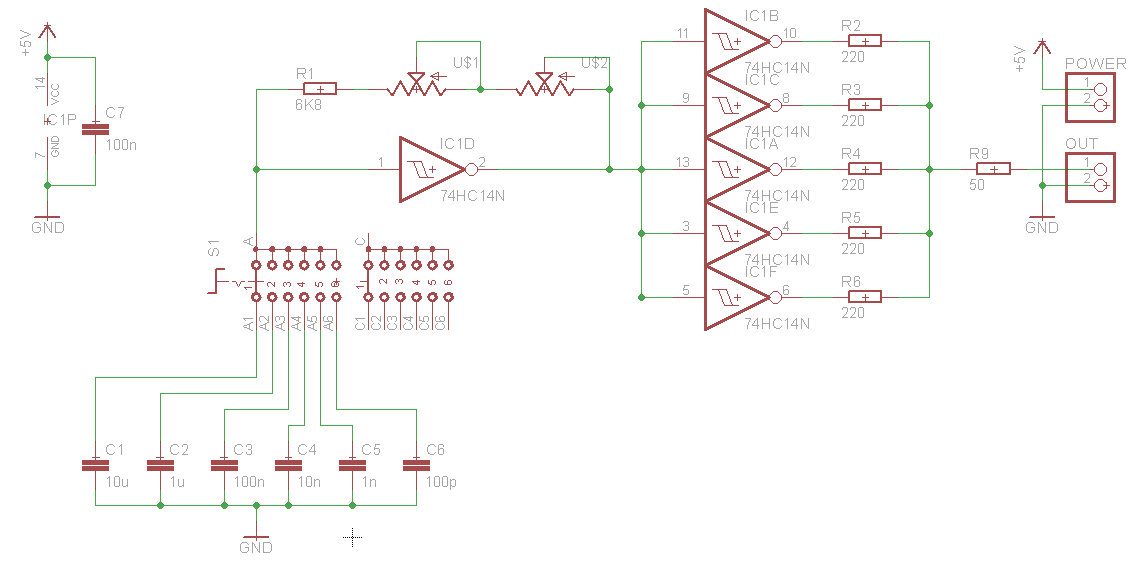 +5V
14
VCC
IC1P
GND
7
C7
100n
GND
R1
6K8
U$1
U$2
1
IC1D
2
74HC14N
11
IC1B
10
74HC14N
9
IC1C
8
74HC14N
13
IC1A
12
74HC14N
3
IC1E
4
74HC14N
5
IC1F
6
74HC14N
R2
220
R3
220
R4
220
R5
220
R6
220
R9
50
+5V
POWER
1
2
OUT
1
2
GND
S1
A
1 2 3 4 5 6
A1 A2 A3 A4 A5 A6
C
1 2 3 4 5 6
C1 C2 C3 C4 C5 C6
C1
10u
C2
1u
C3
100n
C4
10n
C5
1n
C6
100p
GND